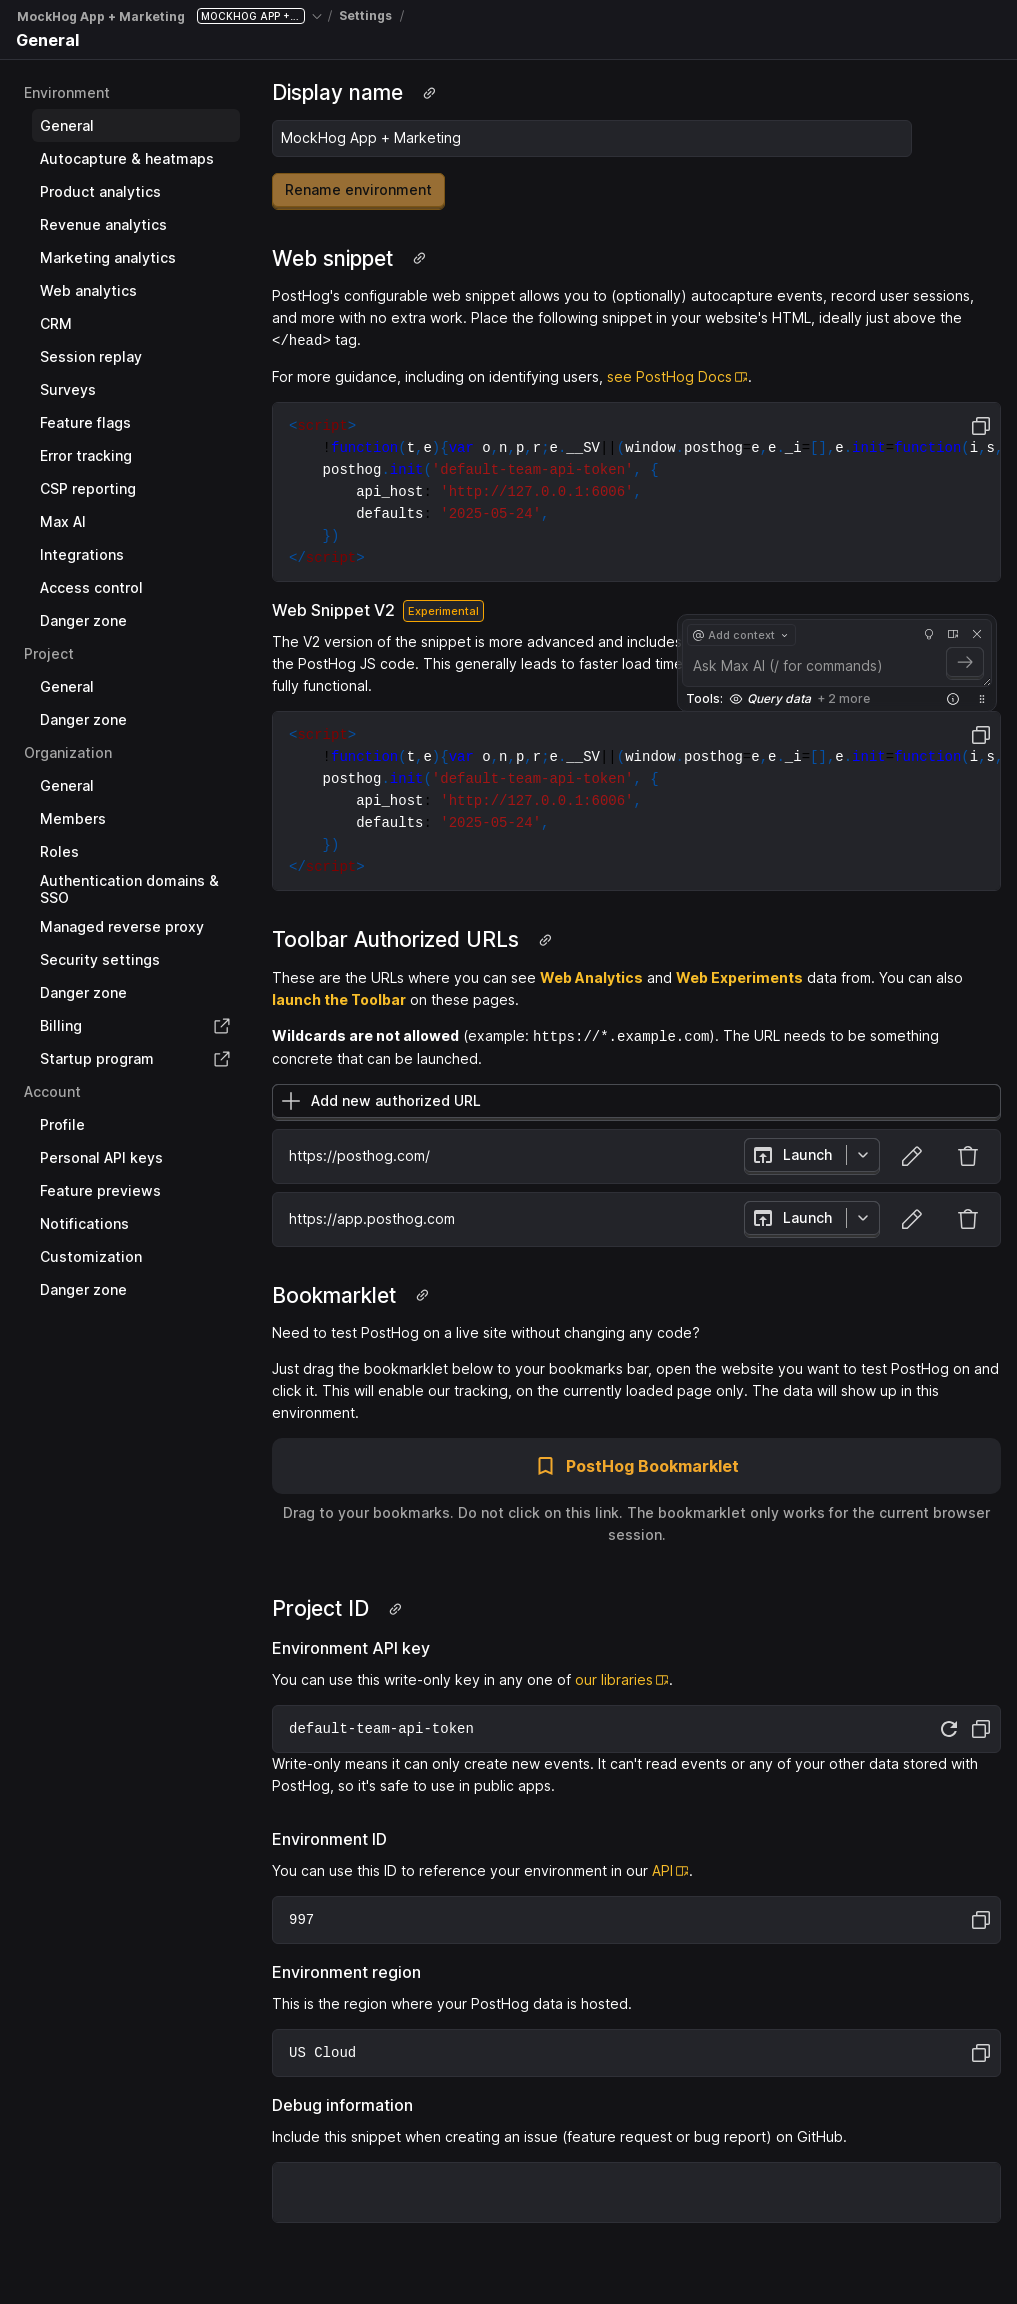 MockHog App + Marketing MOCKHOG APP +... / Settings /
General
Environment
General
Autocapture & heatmaps
Product analytics
Revenue analytics
Marketing analytics
Web analytics
CRM
Session replay
Surveys
Feature flags
Error tracking
CSP reporting
Max AI
Integrations
Access control
Danger zone
Project
General
Danger zone
Organization
General
Members
Roles
Authentication domains &
SSO
Managed reverse proxy
Security settings
Danger zone
Billing
Startup program
Account
Profile
Personal API keys
Feature previews
Notifications
Customization
Danger zone
Display name
MockHog App + Marketing
Rename environment
Web snippet
PostHog's configurable web snippet allows you to (optionally) autocapture events, record user sessions,
and more with no extra work. Place the following snippet in your website's HTML, ideally just above the
</head> tag.
For more guidance, including on identifying users, see PostHog Docs.
<script>
!function(t,e){var o,n,p,r;e.__SV||(window.posthog=e,e._i=[],e.init=function(i,s,
posthog.init('default-team-api-token', {
api_host: 'http://127.0.0.1:6006',
defaults: '2025-05-24',
})
</script>
Web Snippet V2 Experimental
The V2 version of the snippet is more advanced and includes
the PostHog JS code. This generally leads to faster load time
fully functional.
Add context
Ask Max AI (/ for commands)
Tools: Query data + 2 more
<script>
!function(t,e){var o,n,p,r;e.__SV||(window.posthog=e,e._i=[],e.init=function(i,s,
posthog.init('default-team-api-token', {
api_host: 'http://127.0.0.1:6006',
defaults: '2025-05-24',
})
</script>
Toolbar Authorized URLs
These are the URLs where you can see Web Analytics and Web Experiments data from. You can also
launch the Toolbar on these pages.
Wildcards are not allowed (example: https://*.example.com). The URL needs to be something
concrete that can be launched.
Add new authorized URL
https://posthog.com/ Launch
https://app.posthog.com Launch
Bookmarklet
Need to test PostHog on a live site without changing any code?
Just drag the bookmarklet below to your bookmarks bar, open the website you want to test PostHog on and
click it. This will enable our tracking, on the currently loaded page only. The data will show up in this
environment.
PostHog Bookmarklet
Drag to your bookmarks. Do not click on this link. The bookmarklet only works for the current browser
session.
Project ID
Environment API key
You can use this write-only key in any one of our libraries.
default-team-api-token
Write-only means it can only create new events. It can't read events or any of your other data stored with
PostHog, so it's safe to use in public apps.
Environment ID
You can use this ID to reference your environment in our API.
997
Environment region
This is the region where your PostHog data is hosted.
US Cloud
Debug information
Include this snippet when creating an issue (feature request or bug report) on GitHub.